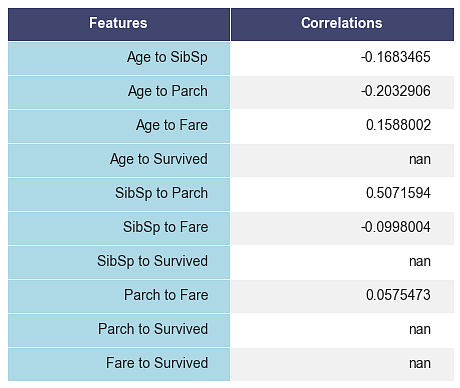 Features Correlations
Age to SibSp -0.1683465
Age to Parch -0.2032906
Age to Fare 0.1588002
Age to Survived nan
SibSp to Parch 0.5071594
SibSp to Fare -0.0998004
SibSp to Survived nan
Parch to Fare 0.0575473
Parch to Survived nan
Fare to Survived nan